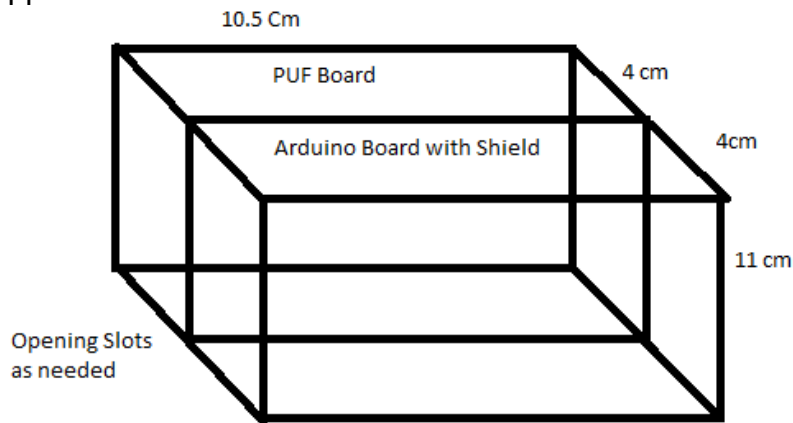 10.5 Cm
4 cm
PUF Board
4cm
Arduino Board with Shield
11 cm
Opening Slots
as needed